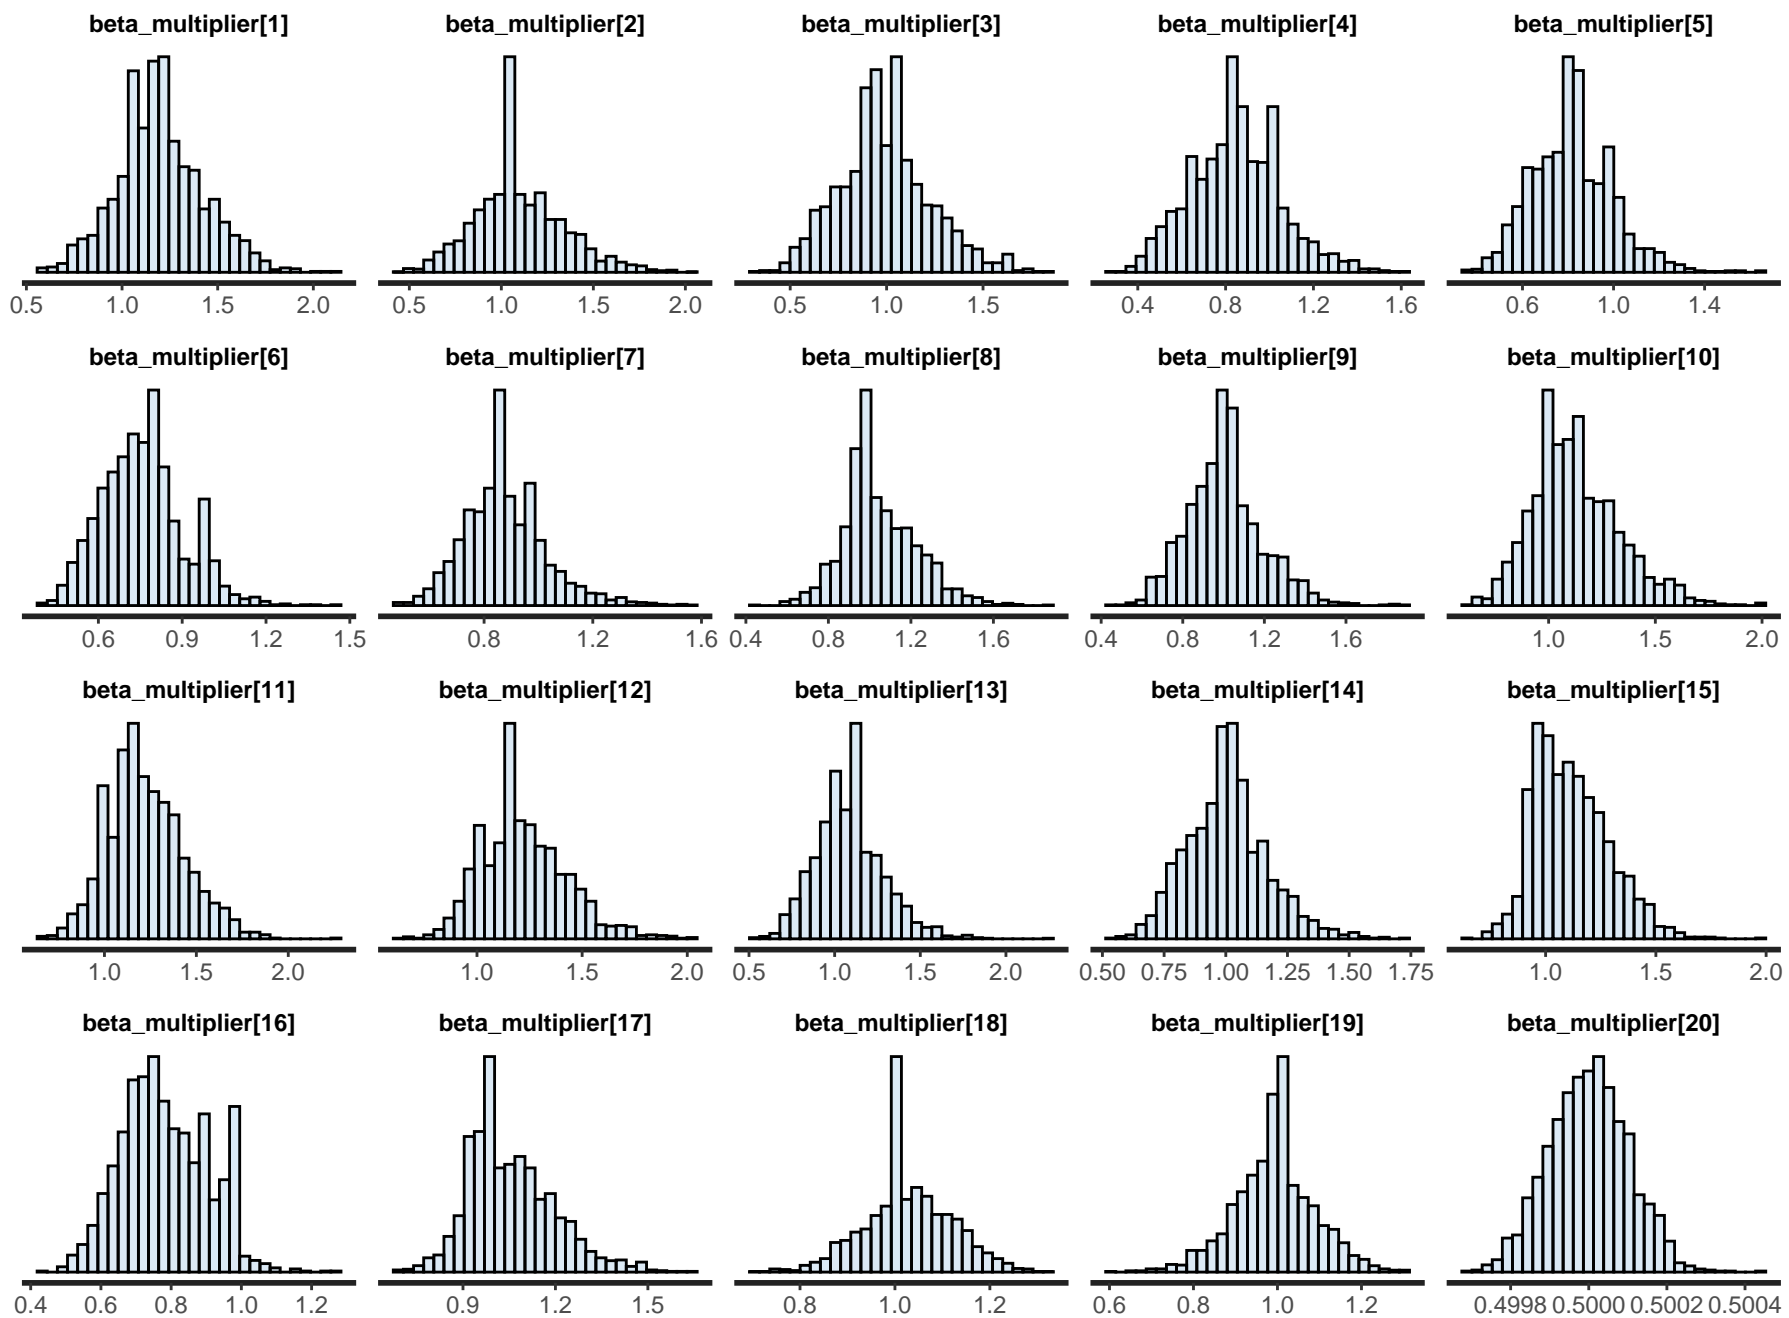 beta_multiplier[1] beta_multiplier[2] beta_multiplier[3] beta_multiplier[4] beta_multiplier[5]
0.5 1.0 1.5 2.0 0.5 1.0 1.5 2.0 0.5 1.0 1.5 0.4 0.8 1.2 1.6 0.6 1.0 1.4
beta_multiplier[6] beta_multiplier[7] beta_multiplier[8] beta_multiplier[9] beta_multiplier[10]
0.6 0.9 1.2 1.5 0.8 1.2 1.6 0.4 0.8 1.2 1.6 0.4 0.8 1.2 1.6 1.0 1.5 2.0
beta_multiplier[11] beta_multiplier[12] beta_multiplier[13] beta_multiplier[14] beta_multiplier[15]
1.0 1.5 2.0 1.0 1.5 2.0 0.5 1.0 1.5 2.0 0.50 0.75 1.00 1.25 1.50 1.75 1.0 1.5 2.0
beta_multiplier[16] beta_multiplier[17] beta_multiplier[18] beta_multiplier[19] beta_multiplier[20]
0.4 0.6 0.8 1.0 1.2 0.9 1.2 1.5 0.8 1.0 1.2 0.6 0.8 1.0 1.2 0.4998 0.5000 0.5002 0.5004